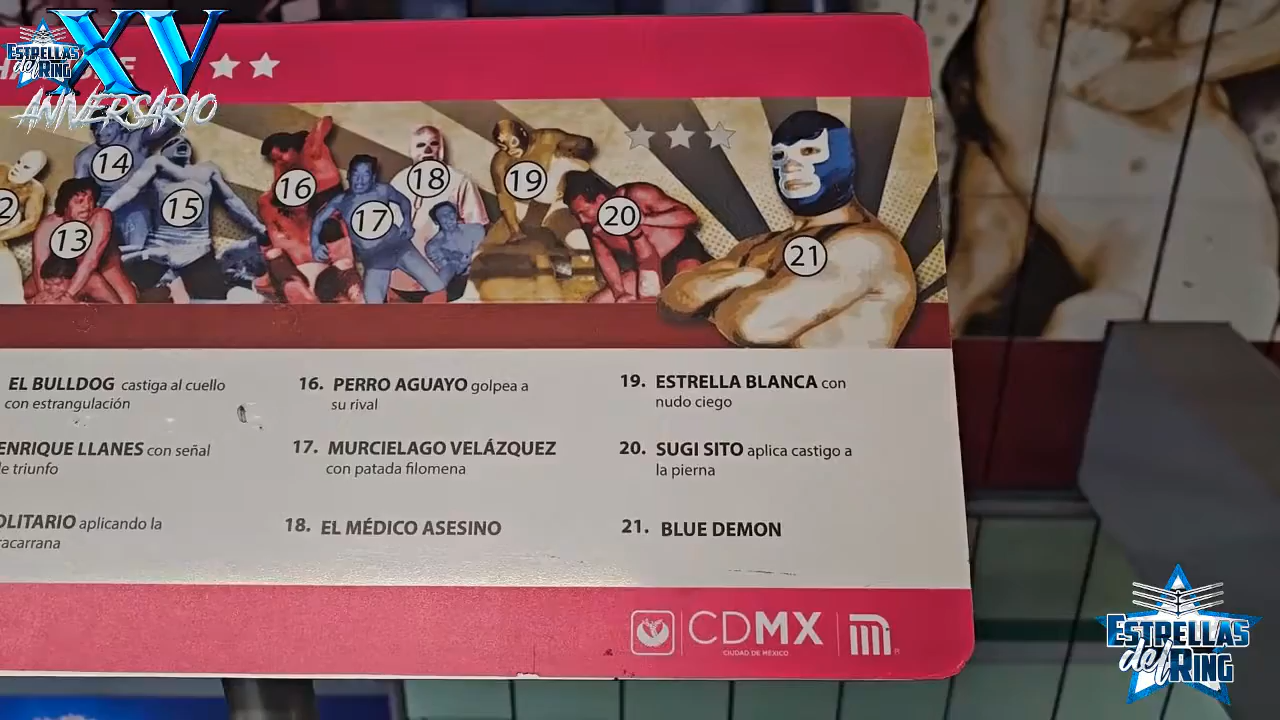 XV
ESTRELLAS
del RING
ANIVERSARIO
14
16
18
19
15
17
20
13
21
EL BULLDOG castiga al cuello
con estrangulación
16. PERRO AGUAYO golpea a
su rival
19. ESTRELLA BLANCA con
nudo ciego
ENRIQUE LLANES con señal
de triunfo
17. MURCIELAGO VELÁZQUEZ
con patada filomena
20. SUGI SITO aplica castigo a
la pierna
aplicando la
18. EL MÉDICO ASESINO
21. BLUE DEMON
CDMX
CIUDAD DE MÉXICO
ESTRELLAS
del RING